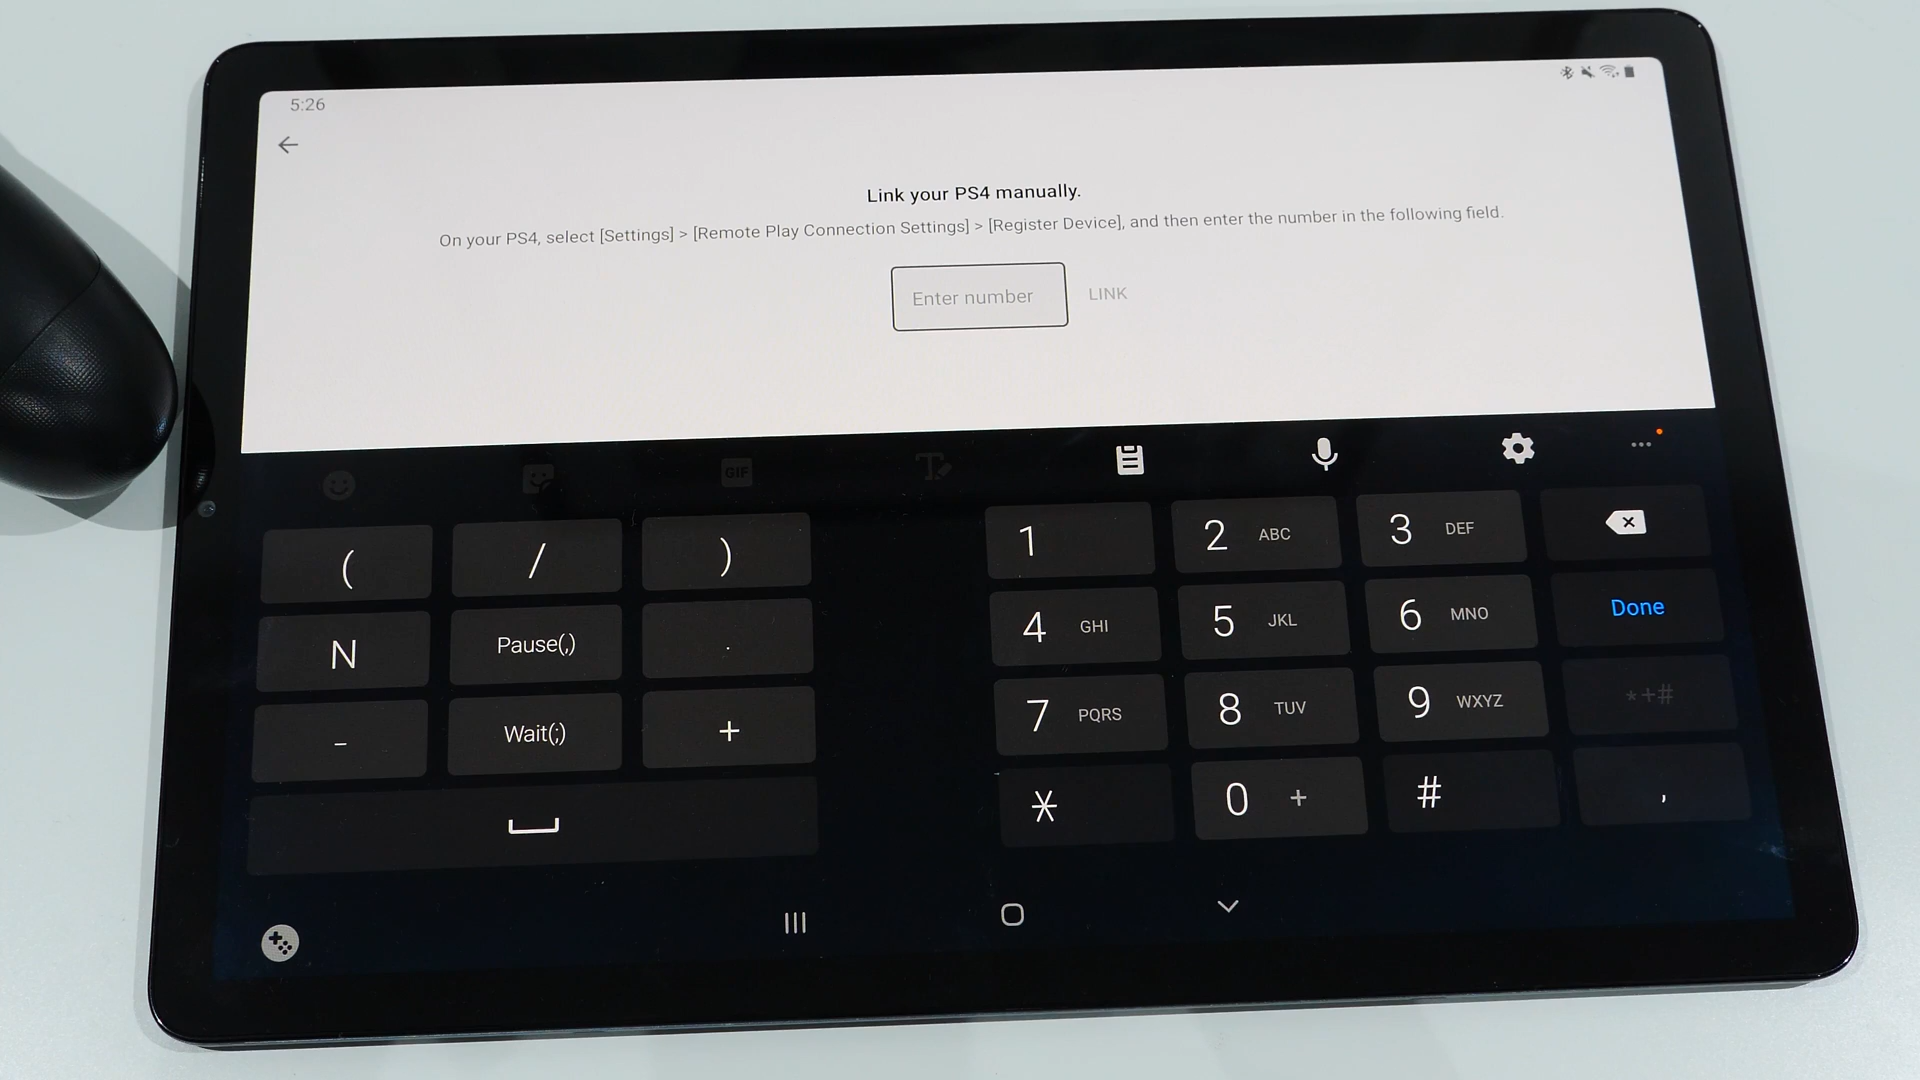 5:26
Link your PS4 manually.
On your PS4, select [Settings] > [Remote Play Connection Settings] > [Register Device], and then enter the number in the following field.
Enter number LINK
GIF T ...
( / ) 1 2 ABC 3 DEF
N Pause(,) . 4 GHI 5 JKL 6 MNO Done
- Wait(;) + 7 PQRS 8 TUV 9 WXYZ *+#
* 0 + # ,